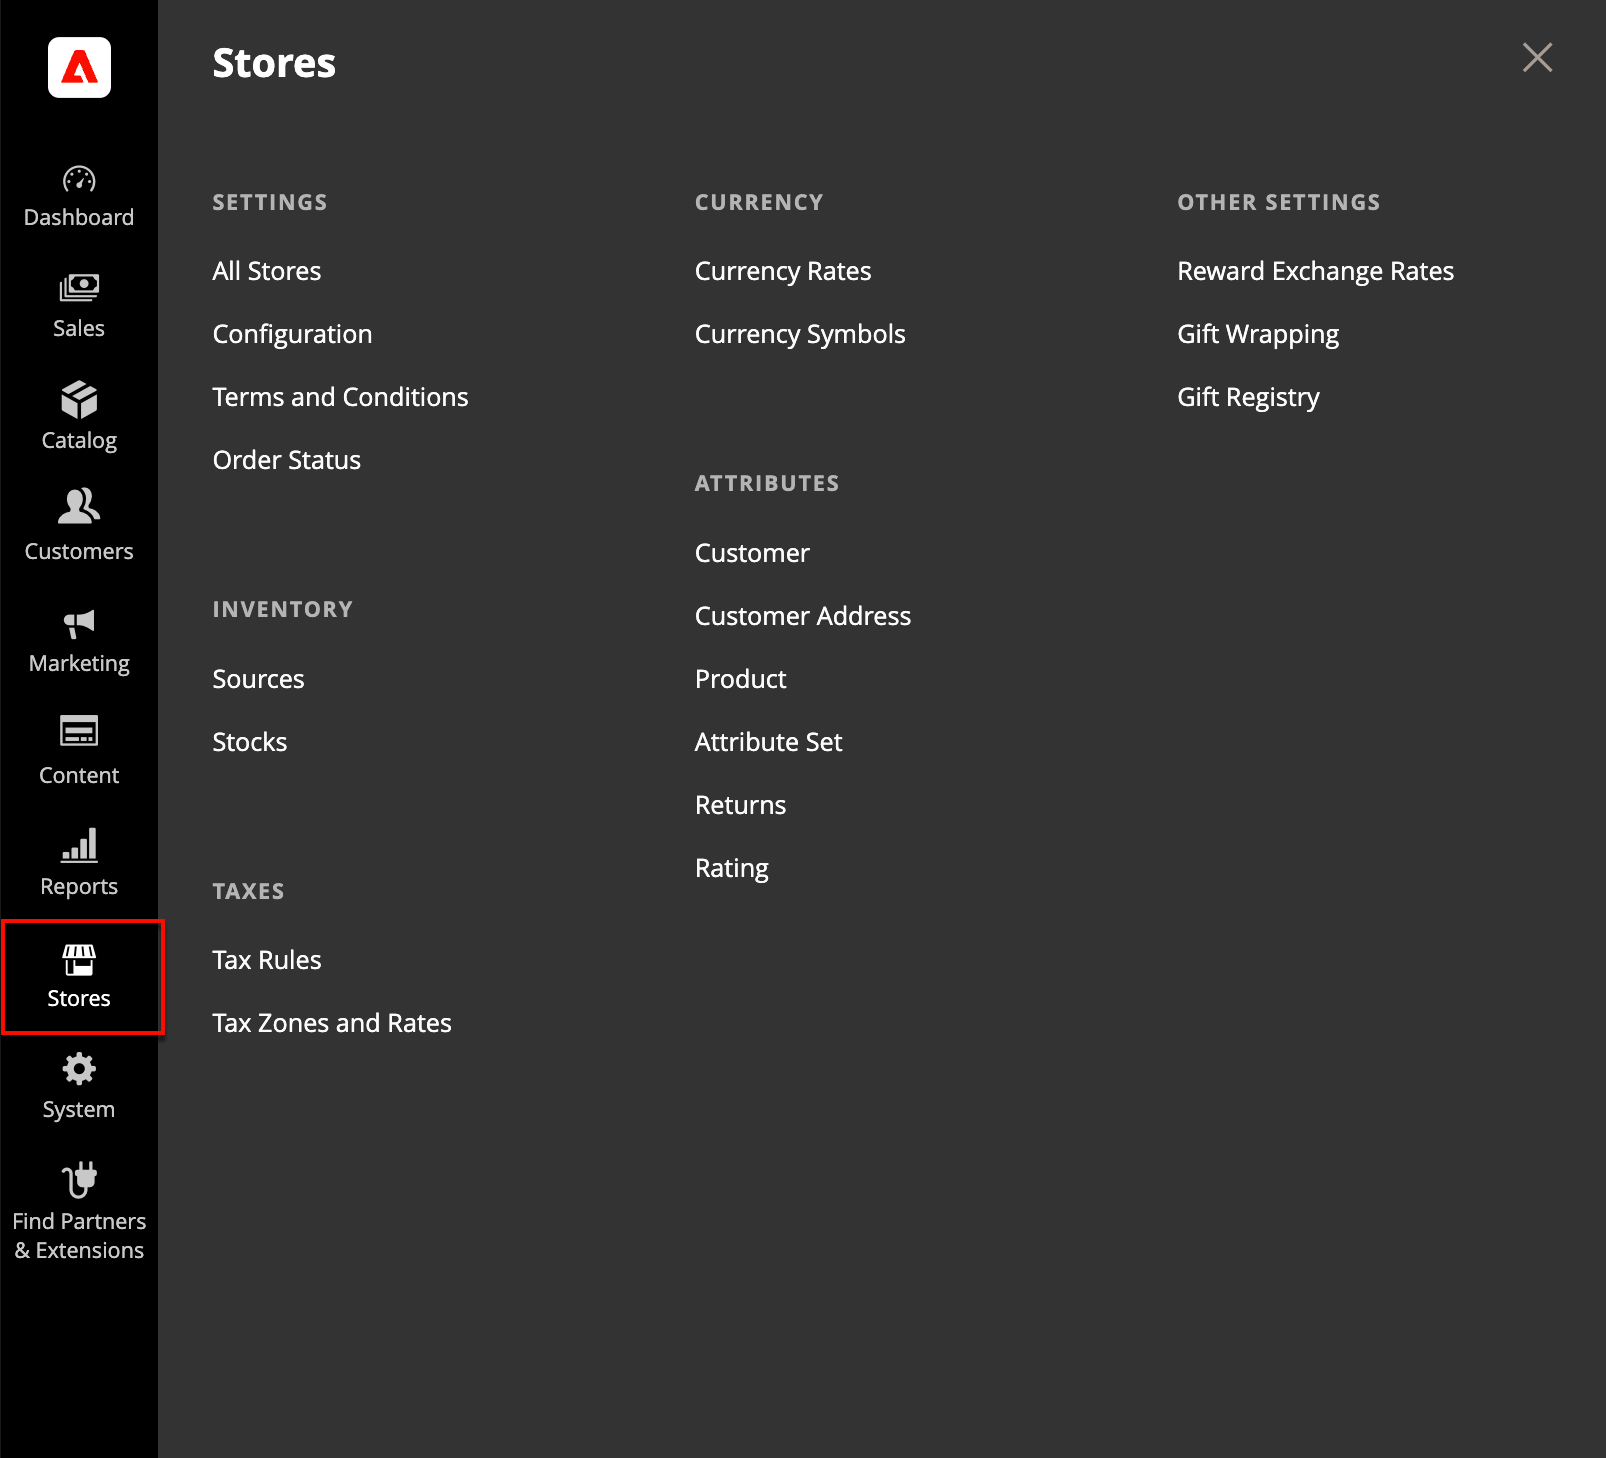 Dashboard
Sales
Catalog
Customers
Marketing
Content
Reports
Stores
System
Find Partners
& Extensions
Stores
SETTINGS
All Stores
Configuration
Terms and Conditions
Order Status
INVENTORY
Sources
Stocks
TAXES
Tax Rules
Tax Zones and Rates
CURRENCY
Currency Rates
Currency Symbols
ATTRIBUTES
Customer
Customer Address
Product
Attribute Set
Returns
Rating
OTHER SETTINGS
Reward Exchange Rates
Gift Wrapping
Gift Registry